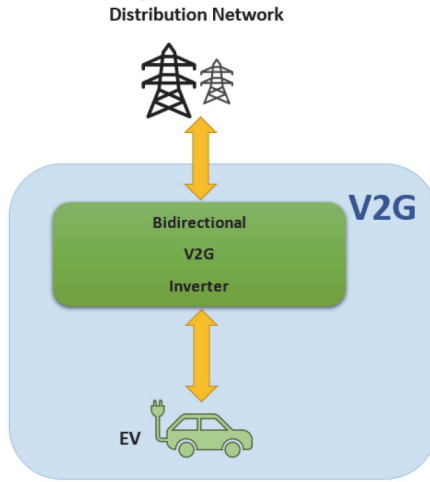 Distribution Network
V2G
Bidirectional
V2G
Inverter
EV